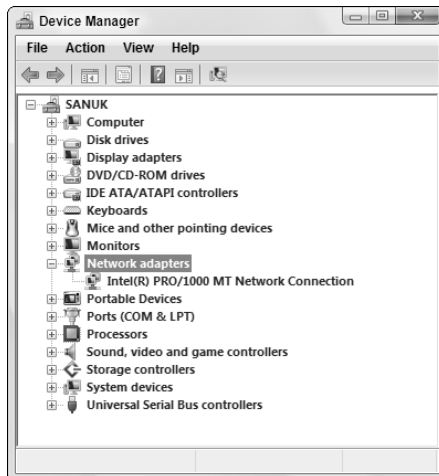 Device Manager
File Action View Help
SANUK
Computer
Disk drives
Display adapters
DVD/CD-ROM drives
IDE ATA/ATAPI controllers
Keyboards
Mice and other pointing devices
Monitors
Network adapters
Intel(R) PRO/1000 MT Network Connection
Portable Devices
Ports (COM & LPT)
Processors
Sound, video and game controllers
Storage controllers
System devices
Universal Serial Bus controllers